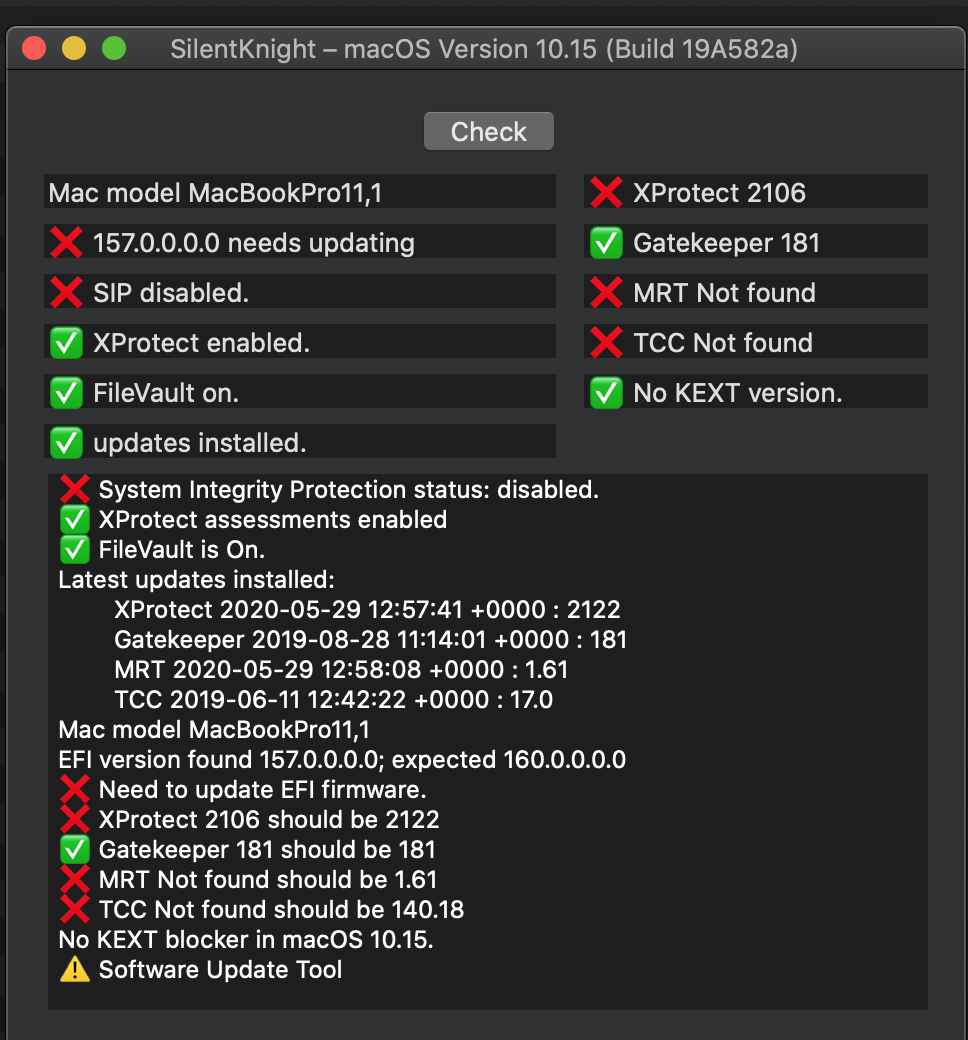 SilentKnight – macOS Version 10.15 (Build 19A582a)
Check
Mac model MacBookPro11,1
❌ 157.0.0.0.0 needs updating
❌ SIP disabled.
✅ XProtect enabled.
✅ FileVault on.
✅ updates installed.
❌ XProtect 2106
✅ Gatekeeper 181
❌ MRT Not found
❌ TCC Not found
✅ No KEXT version.
❌ System Integrity Protection status: disabled.
✅ XProtect assessments enabled
✅ FileVault is On.
Latest updates installed:
XProtect 2020-05-29 12:57:41 +0000 : 2122
Gatekeeper 2019-08-28 11:14:01 +0000 : 181
MRT 2020-05-29 12:58:08 +0000 : 1.61
TCC 2019-06-11 12:42:22 +0000 : 17.0
Mac model MacBookPro11,1
EFI version found 157.0.0.0.0; expected 160.0.0.0.0
❌ Need to update EFI firmware.
❌ XProtect 2106 should be 2122
✅ Gatekeeper 181 should be 181
❌ MRT Not found should be 1.61
❌ TCC Not found should be 140.18
No KEXT blocker in macOS 10.15.
⚠️ Software Update Tool